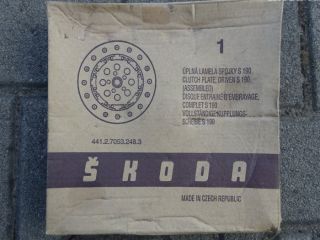 1
ÚPLNÁ LAMELA SPOJKY S 190
CLUTCH PLATE, DRIVEN S 190
(ASSEMBLED)
DISQUE ENTRAINÉ D'EMBRAYAGE,
COMPLET S 190
VOLLSTÄNDIGE KUPPLUNGS-
SCHEIBE S 190
441.2.7053.248.3
ŠKODA
MADE IN CZECH REPUBLIC